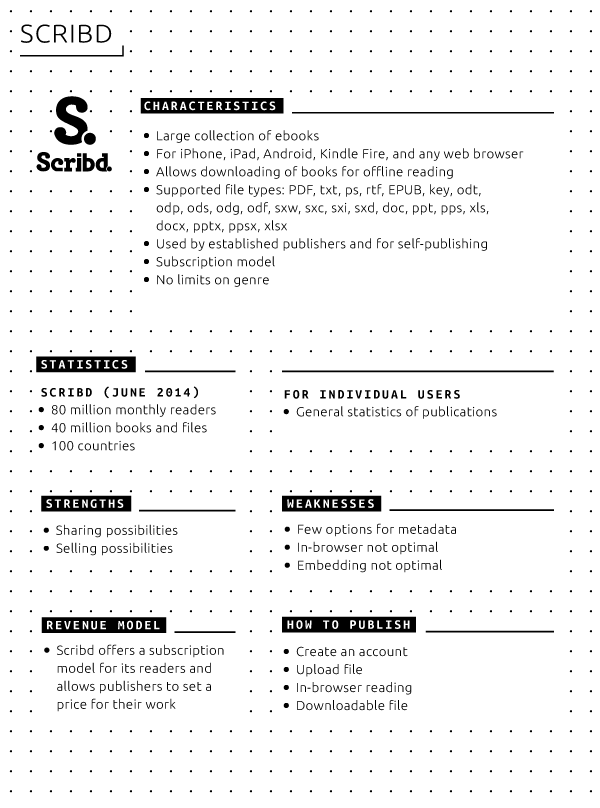 SCRIBD
S.
Scribd.
CHARACTERISTICS
• Large collection of ebooks
• For iPhone, iPad, Android, Kindle Fire, and any web browser
• Allows downloading of books for offline reading
• Supported file types: PDF, txt, ps, rtf, EPUB, key, odt,
odp, ods, odg, odf, sxw, sxc, sxi, sxd, doc, ppt, pps, xls,
docx, pptx, ppsx, xlsx
• Used by established publishers and for self-publishing
• Subscription model
• No limits on genre
STATISTICS
SCRIBD (JUNE 2014)
• 80 million monthly readers
• 40 million books and files
• 100 countries
FOR INDIVIDUAL USERS
• General statistics of publications
STRENGTHS
• Sharing possibilities
• Selling possibilities
WEAKNESSES
• Few options for metadata
• In-browser not optimal
• Embedding not optimal
REVENUE MODEL
• Scribd offers a subscription
model for its readers and
allows publishers to set a
price for their work
HOW TO PUBLISH
• Create an account
• Upload file
• In-browser reading
• Downloadable file